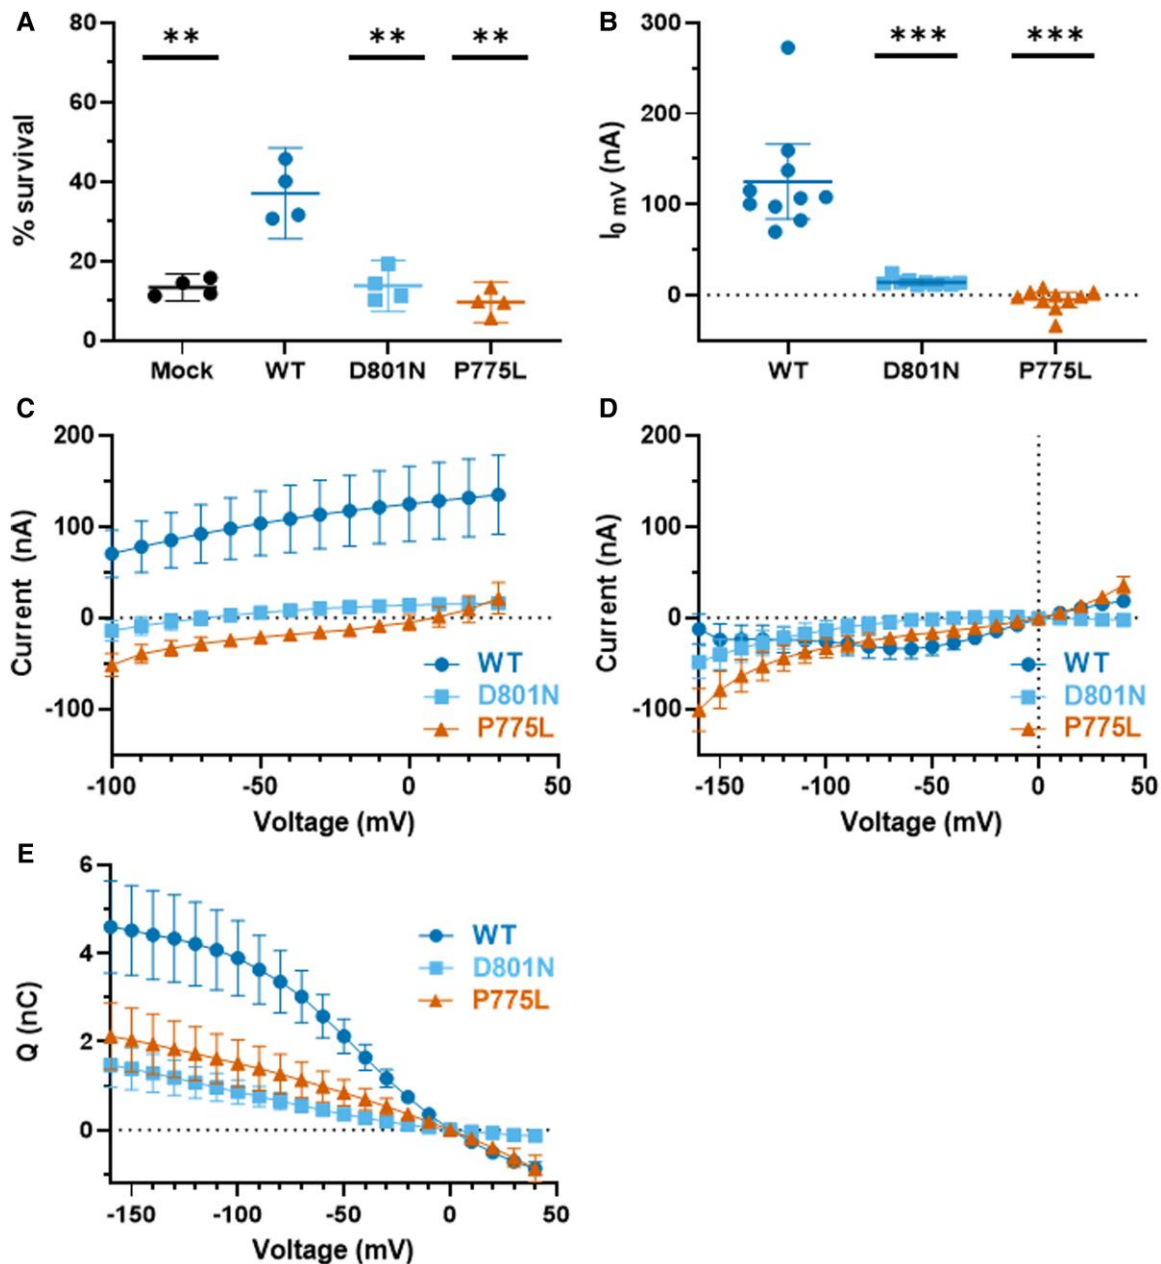 A
80
60
40
20
0
% survival
** ** **
Mock WT D801N P775L
B
300
200
100
0
I0 mV (nA)
*** ***
WT D801N P775L
C
200
100
0
-100
Current (nA)
WT
D801N
P775L
-100 -50 0 50
Voltage (mV)
D
200
100
0
-100
Current (nA)
WT
D801N
P775L
-150 -100 -50 0 50
Voltage (mV)
E
6
4
2
0
Q (nC)
WT
D801N
P775L
-150 -100 -50 0 50
Voltage (mV)